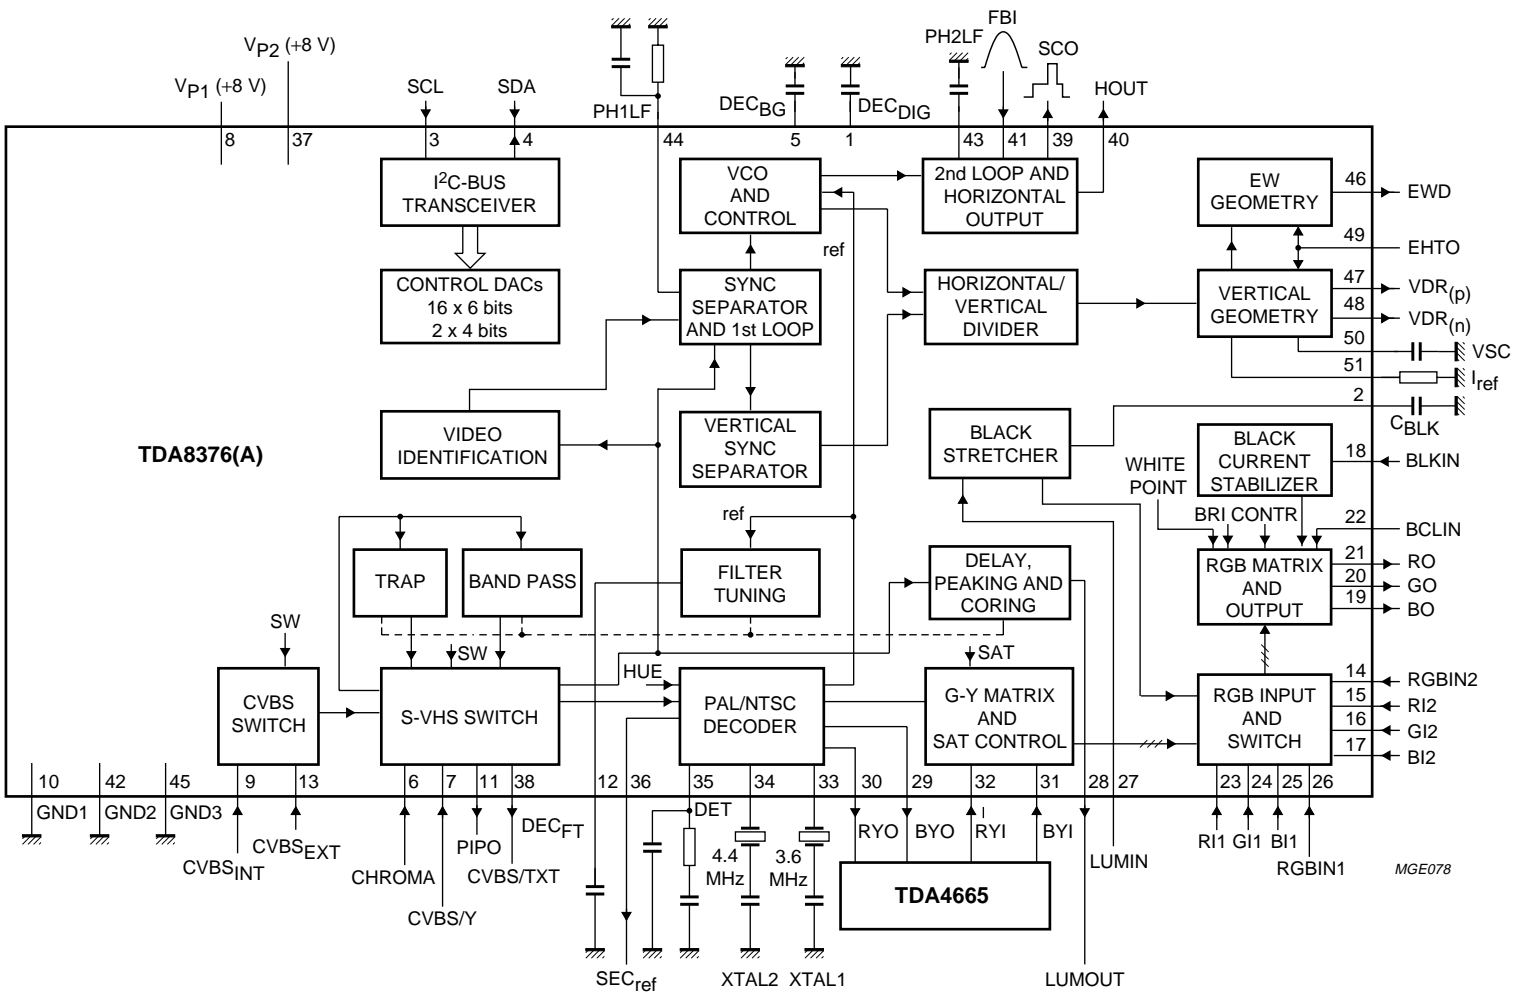 FBI
VP2 (+8 V)
PH2LF
SCO
VP1 (+8 V)
SCL
SDA
PH1LF
DECBG
DECDIG
HOUT
8
37
3
4
44
5
1
43
41
39
40
I2C-BUS
TRANSCEIVER
VCO
AND
CONTROL
2nd LOOP AND
HORIZONTAL
OUTPUT
EW
GEOMETRY
46
EWD
ref
49
EHTO
CONTROL DACs
16 x 6 bits
2 x 4 bits
SYNC
SEPARATOR
AND 1st LOOP
HORIZONTAL/
VERTICAL
DIVIDER
VERTICAL
GEOMETRY
47
VDR(p)
48
VDR(n)
50
VSC
51
Iref
2
CBLK
TDA8376(A)
VIDEO
IDENTIFICATION
VERTICAL
SYNC
SEPARATOR
BLACK
STRETCHER
WHITE
POINT
BLACK
CURRENT
STABILIZER
18
BLKIN
ref
BRI CONTR
22
BCLIN
TRAP
BAND PASS
FILTER
TUNING
DELAY,
PEAKING AND
CORING
RGB MATRIX
AND
OUTPUT
21
RO
20
GO
19
BO
SW
SW
HUE
SAT
CVBS
SWITCH
S-VHS SWITCH
PAL/NTSC
DECODER
G-Y MATRIX
AND
SAT CONTROL
RGB INPUT
AND
SWITCH
14
RGBIN2
15
RI2
16
GI2
17
BI2
10
42
45
9
13
6
7
11
38
12
36
35
34
33
30
29
32
31
28
27
23
24
25
26
GND1
GND2
GND3
CVBSINT
CVBSEXT
CHROMA
CVBS/Y
PIPO
DECFT
CVBS/TXT
DET
4.4
MHz
3.6
MHz
RYO
BYO
RYI
BYI
TDA4665
LUMIN
RI1
GI1
BI1
RGBIN1
MGE078
SECref
XTAL2
XTAL1
LUMOUT